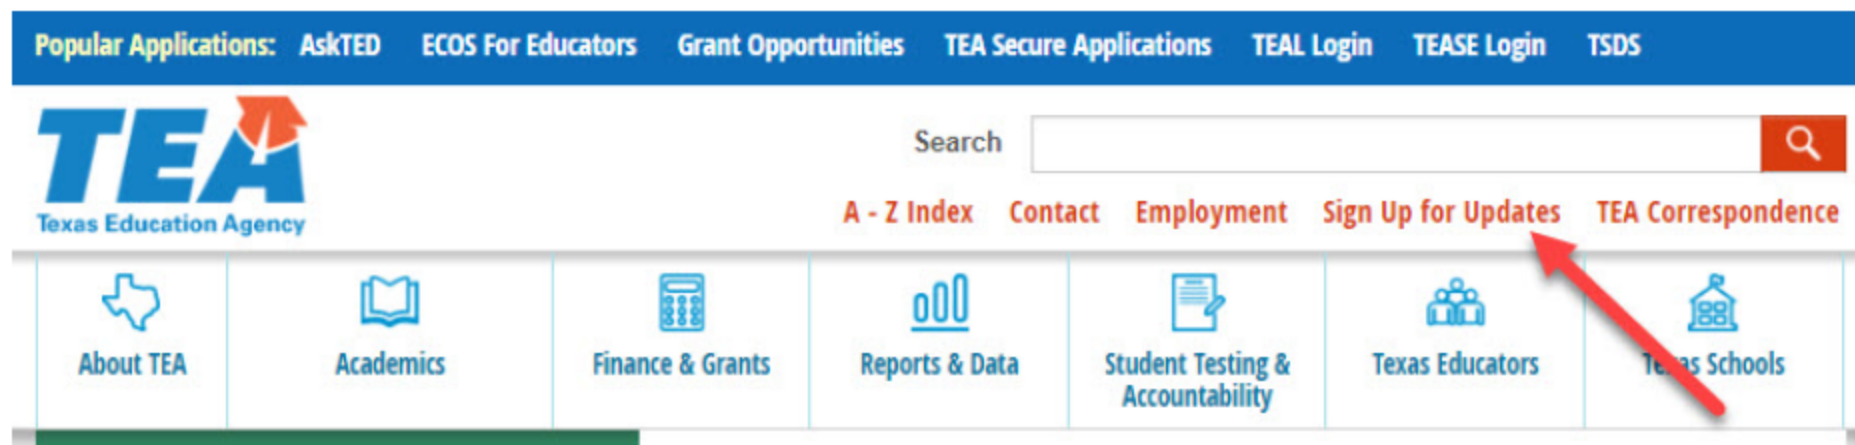 Popular Applications: AskTED ECOS For Educators Grant Opportunities TEA Secure Applications TEAL Login TEASE Login TSDS
TEA
Texas Education Agency
Search
A - Z Index Contact Employment Sign Up for Updates TEA Correspondence
About TEA Academics Finance & Grants Reports & Data Student Testing & Accountability Texas Educators Texas Schools